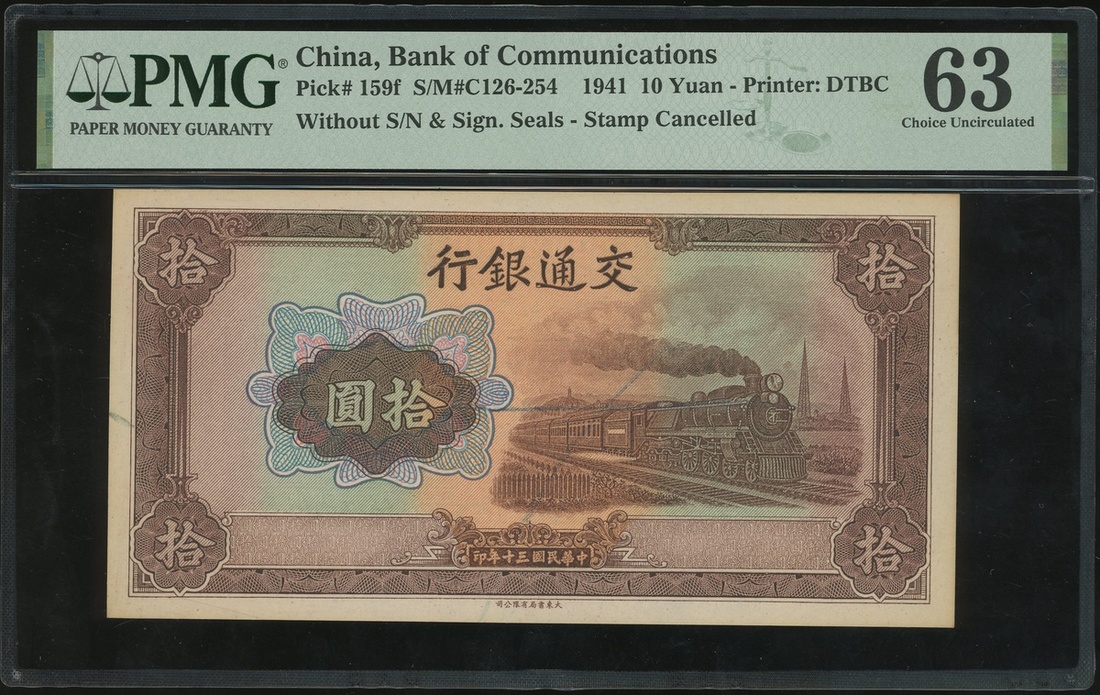 PMG®
PAPER MONEY GUARANTY
China, Bank of Communications
Pick# 159f S/M#C126-254 1941 10 Yuan - Printer: DTBC
Without S/N & Sign. Seals - Stamp Cancelled
63
Choice Uncirculated
拾
拾
行銀通交
圓拾
拾
拾
印年十三國民華中
司公限有局書東大